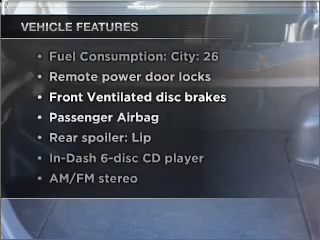 VEHICLE FEATURES
• Fuel Consumption: City: 26
• Remote power door locks
• Front Ventilated disc brakes
• Passenger Airbag
• Rear spoiler: Lip
• In-Dash 6-disc CD player
• AM/FM stereo